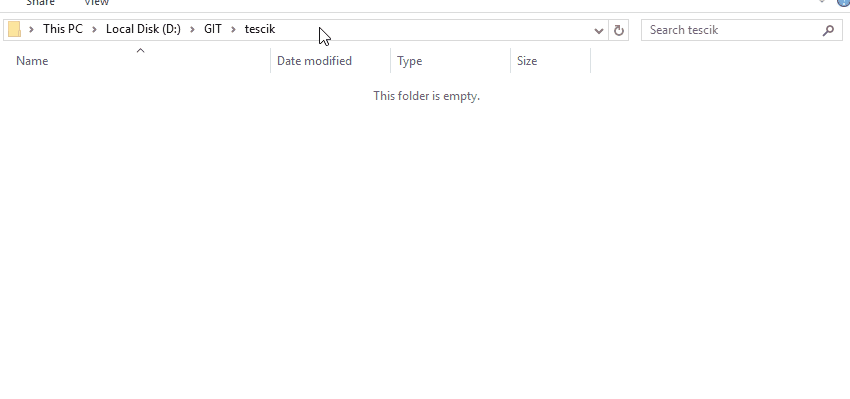 Share View
This PC Local Disk (D:) GIT tescik Search tescik
Name Date modified Type Size
This folder is empty.